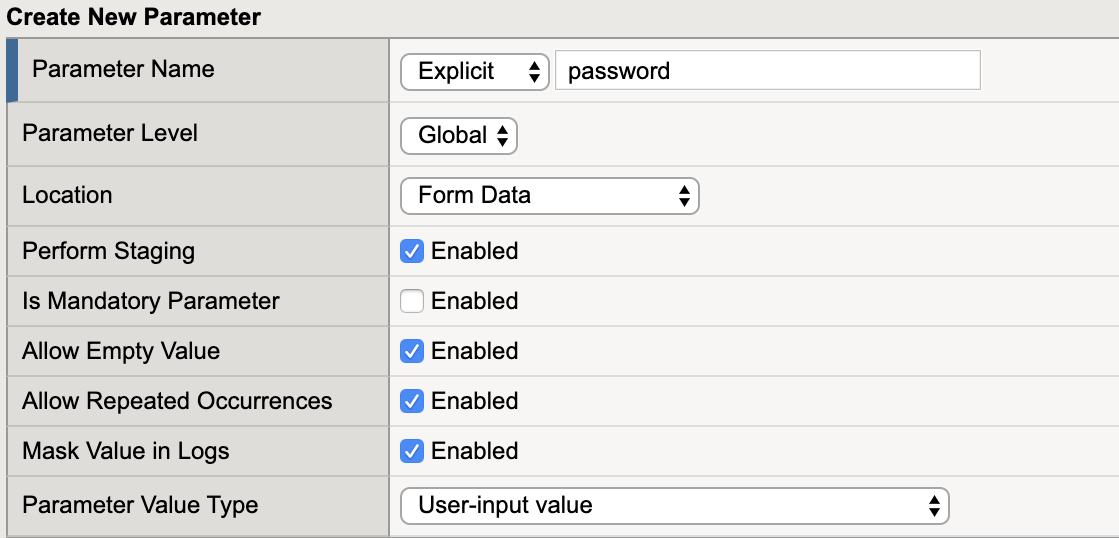 Create New Parameter
Parameter Name Explicit password
Parameter Level Global
Location Form Data
Perform Staging Enabled
Is Mandatory Parameter Enabled
Allow Empty Value Enabled
Allow Repeated Occurrences Enabled
Mask Value in Logs Enabled
Parameter Value Type User-input value